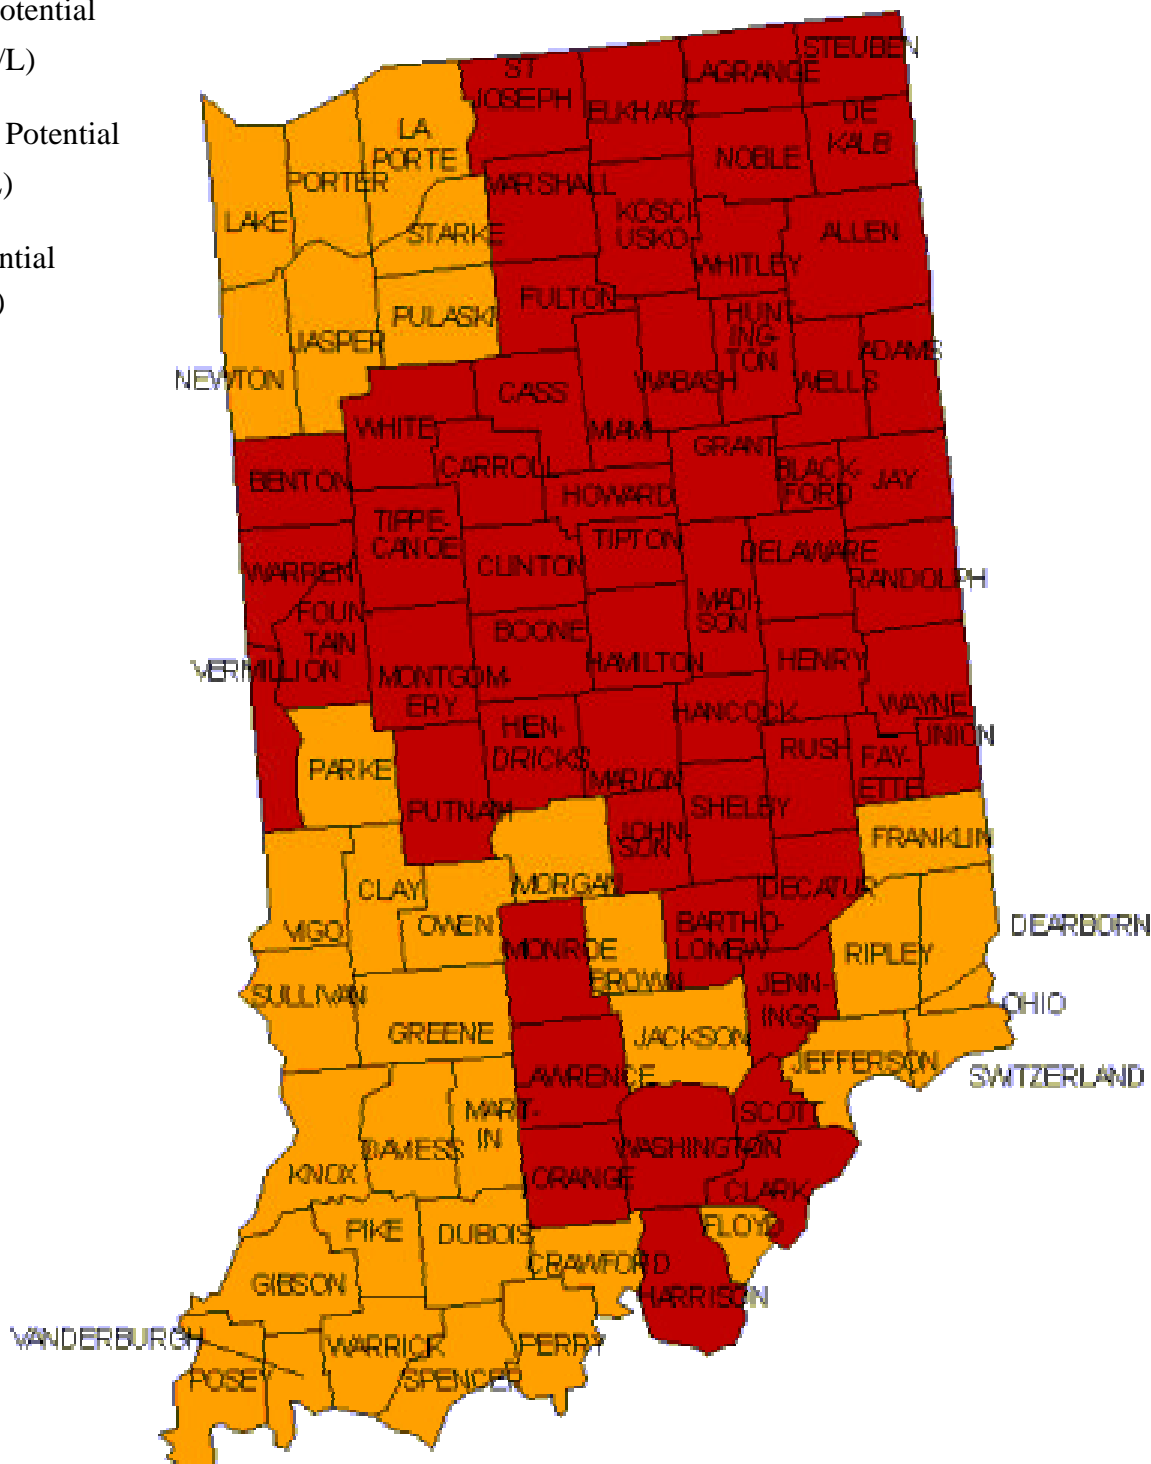 otential
/L)
Potential
.)
ntial
)
STEUBEN
ST
JOSEPH
LAGRANGE
ELKHART
DE
KALB
LA
PORTE
NOBLE
PORTER
MARSHALL
LAKE
KOSCI
USKO-
STARKE
ALLEN
WHITLEY
FULTON
PULASKI
HUNT
ING-
TON
JASPER
NEWTON
CASS
WABASH
WELLS
ADAMS
WHITE
MIAMI
GRANT
BENTON
CARROLL
HOWARD
BLACK-
FORD
JAY
TIPPE-
CANOE
TIPTON
WARREN
CLINTON
DELAWARE
RANDOLPH
FOUN-
TAIN
MADI-
SON
BOONE
VERMILLION
MONTGOM-
ERY
HAMILTON
HENRY
HANCOCK
WAYNE
HEN-
DRICKS
RUSH
FAY-
ETTE
UNION
PARKE
MARION
PUTNAM
SHELBY
JOHN-
SON
FRANKLIN
CLAY
MORGAN
DECATUR
VIGO
OWEN
MONROE
BARTHO-
LOMEW
RIPLEY
DEARBORN
SULLIVAN
BROWN
JENN-
INGS
OHIO
GREENE
JACKSON
JEFFERSON
SWITZERLAND
LAWRENCE
MART-
IN
SCOTT
KNOX
DAVIESS
WASHINGTON
ORANGE
CLARK
PIKE
DUBOIS
FLOYD
CRAWFORD
GIBSON
HARRISON
VANDERBURGH
WARRICK
PERRY
POSEY
SPENCER